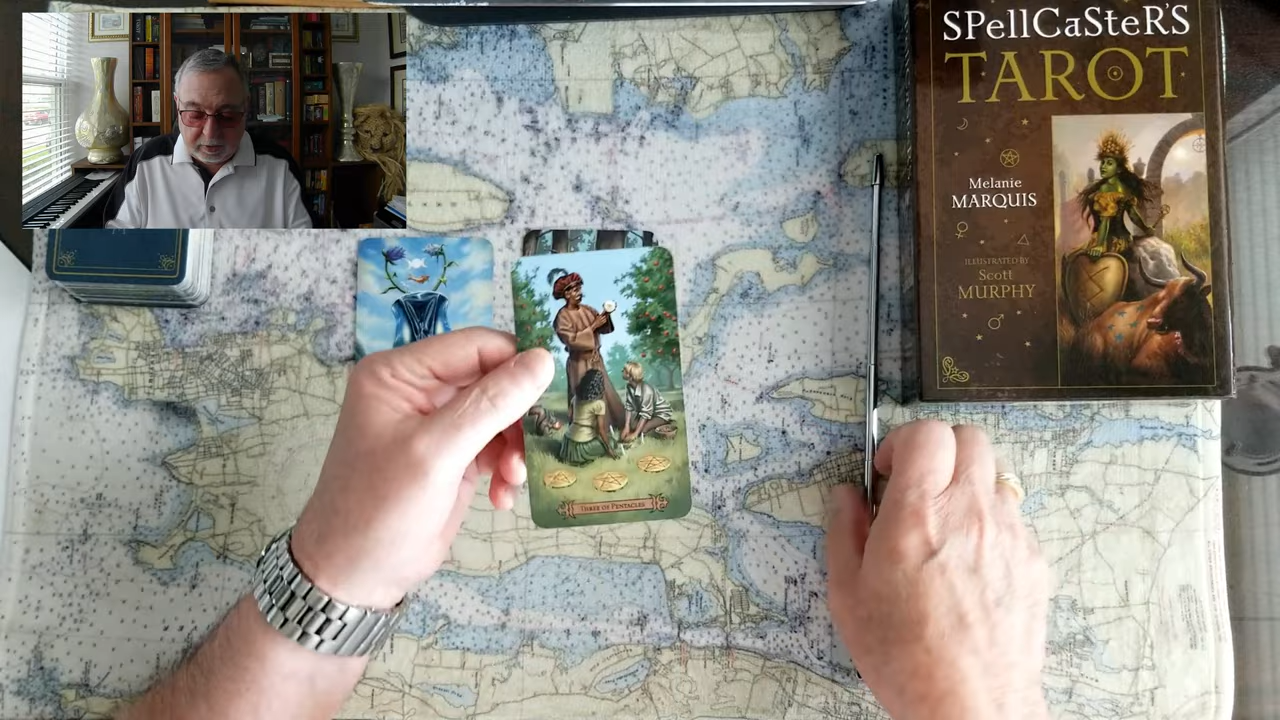 SPellCaSteR'S
TAROT
Melanie
MARQUIS
ILLUSTRATED BY
Scott
MURPHY
THREE OF PENTACLES